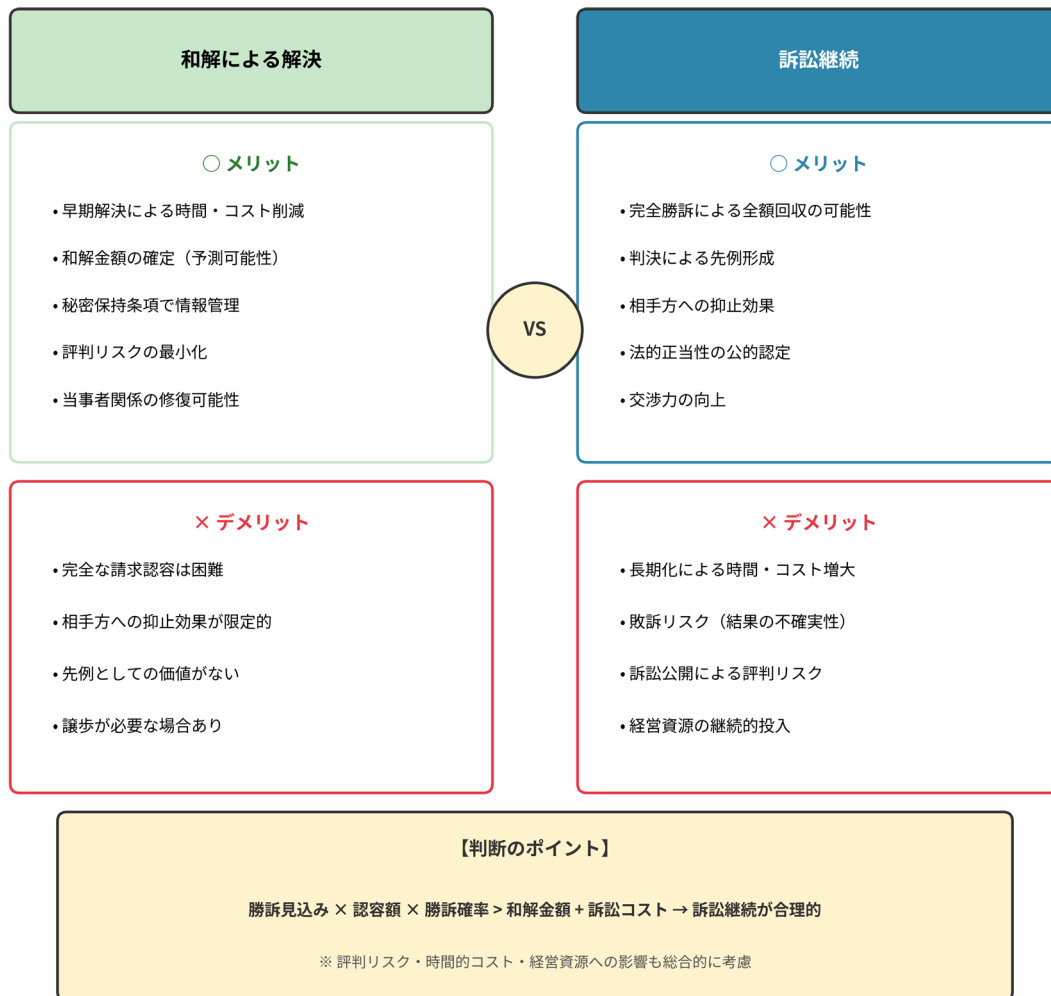 和解による解決
訴訟継続
○ メリット
• 早期解決による時間・コスト削減
• 和解金額の確定（予測可能性）
• 秘密保持条項で情報管理
• 評判リスクの最小化
• 当事者関係の修復可能性
VS
○ メリット
• 完全勝訴による全額回収の可能性
• 判決による先例形成
• 相手方への抑止効果
• 法的正当性の公的認定
• 交渉力の向上
× デメリット
• 完全な請求認容は困難
• 相手方への抑止効果が限定的
• 先例としての価値がない
• 譲歩が必要な場合あり
× デメリット
• 長期化による時間・コスト増大
• 敗訴リスク（結果の不確実性）
• 訴訟公開による評判リスク
• 経営資源の継続的投入
【判断のポイント】
勝訴見込み × 認容額 × 勝訴確率 > 和解金額 + 訴訟コスト → 訴訟継続が合理的
※ 評判リスク・時間的コスト・経営資源への影響も総合的に考慮